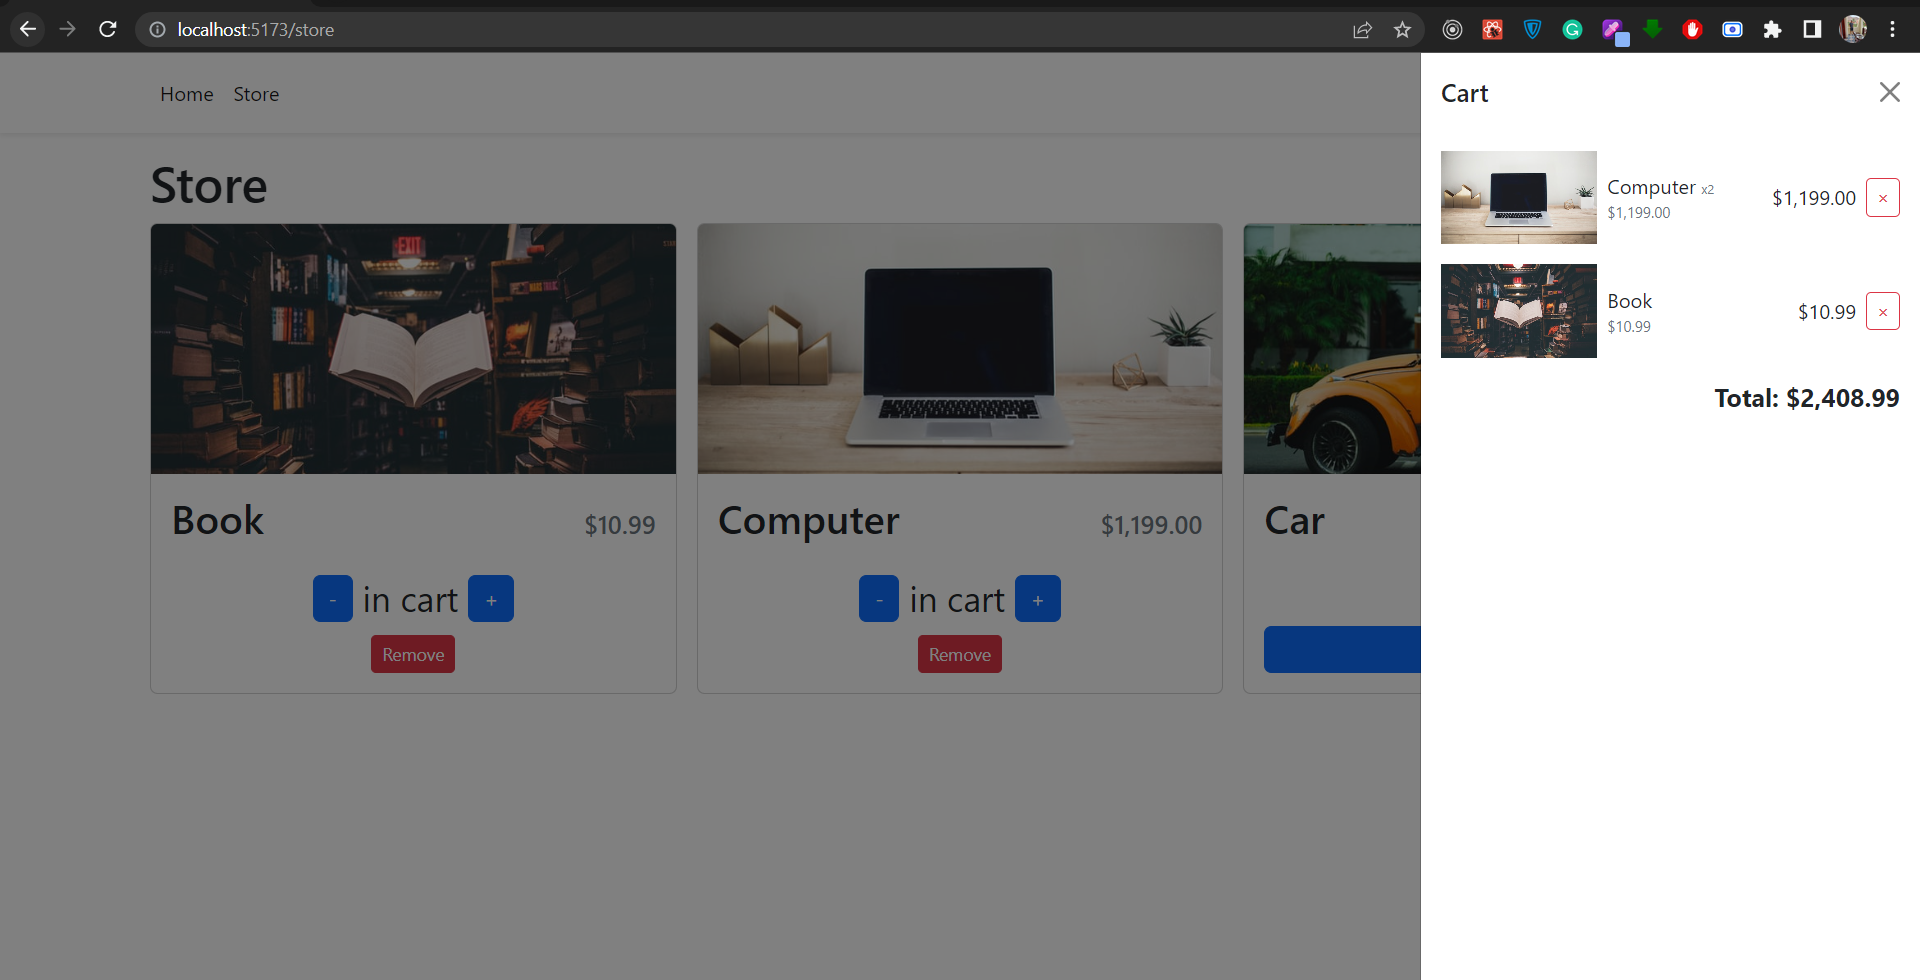 localhost:5173/store
Home Store
Store
EXIT
Book $10.99
- in cart +
Remove
Computer $1,199.00
- in cart +
Remove
Car
Cart
Computer x2
$1,199.00
$1,199.00 ×
Book
$10.99
$10.99 ×
Total: $2,408.99